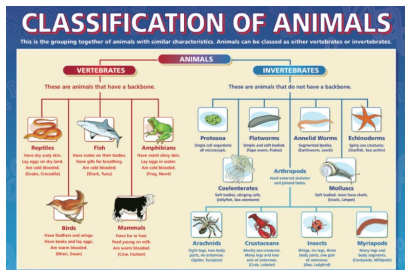 CLASSIFICATION OF ANIMALS
This is the grouping together of animals with similar characteristics. Animals can be classed as either vertebrates or invertebrates.
ANIMALS
VERTEBRATES
INVERTEBRATES
These are animals that have a backbone.
These are animals that do not have a backbone.
Reptiles
Have dry scaly skin.
Lay eggs on dry land.
Are cold blooded.
(Snake, Crocodile)
Fish
Have scales on their bodies.
Have gills for breathing.
Are cold blooded.
(Shark, Tuna)
Amphibians
Have moist slimy skin
Lay eggs in water.
Are cold blooded.
(Frog, Newt)
Birds
Have feathers and wings.
Have beaks and lay eggs.
Are warm blooded.
(Wren, Swan)
Mammals
Have fur or hair
Feed young on milk.
Are warm blooded.
(Cow, Human)
Protozoa
Single cell organisms
all microscopic.
Flatworms
Simple and soft bodied.
(Tape worm, Flukes)
Annelid Worms
Segmented bodies
(Earthworm, Leech)
Echinoderms
Spiny sea creatures.
(Starfish, Sea urchin)
Coelenterates
Soft bodies, stinging cells.
(Jellyfish, Sea anemone)
Arthropods
Hard external skeleton
and jointed limbs.
Molluscs
Soft bodied: most have shells.
(Snails, Limpet)
Arachnids
Eight legs, two body
parts, no antennae.
(Spider, Scorpion)
Crustaceans
Mostly sea creatures.
Many legs and two
sets of antennae.
(Crab, Lobster)
Insects
Wings, six legs, three
body parts, one pair
of antennae.
(Bee, Ladybird)
Myriapods
Many legs and
body segments.
(Centipede, Millipede)